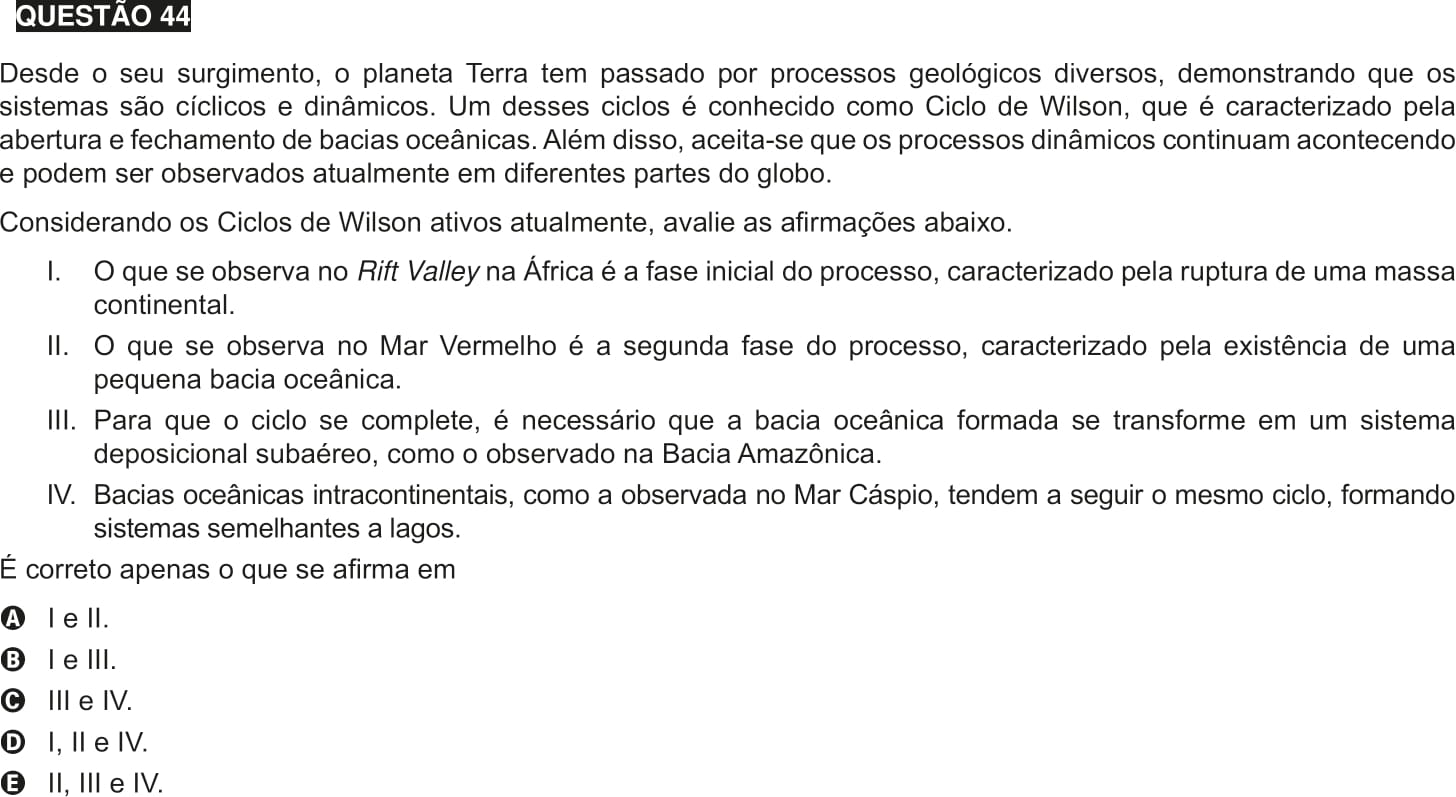 QUESTÃO 44
Desde o seu surgimento, o planeta Terra tem passado por processos geológicos diversos, demonstrando que os
sistemas são cíclicos e dinâmicos. Um desses ciclos é conhecido como Ciclo de Wilson, que é caracterizado pela
abertura e fechamento de bacias oceânicas. Além disso, aceita-se que os processos dinâmicos continuam acontecendo
e podem ser observados atualmente em diferentes partes do globo.
Considerando os Ciclos de Wilson ativos atualmente, avalie as afirmações abaixo.
I. O que se observa no Rift Valley na África é a fase inicial do processo, caracterizado pela ruptura de uma massa
continental.
II. O que se observa no Mar Vermelho é a segunda fase do processo, caracterizado pela existência de uma
pequena bacia oceânica.
III. Para que o ciclo se complete, é necessário que a bacia oceânica formada se transforme em um sistema
deposicional subaéreo, como o observado na Bacia Amazônica.
IV. Bacias oceânicas intracontinentais, como a observada no Mar Cáspio, tendem a seguir o mesmo ciclo, formando
sistemas semelhantes a lagos.
É correto apenas o que se afirma em
A I e II.
B I e III.
C III e IV.
D I, II e IV.
E II, III e IV.